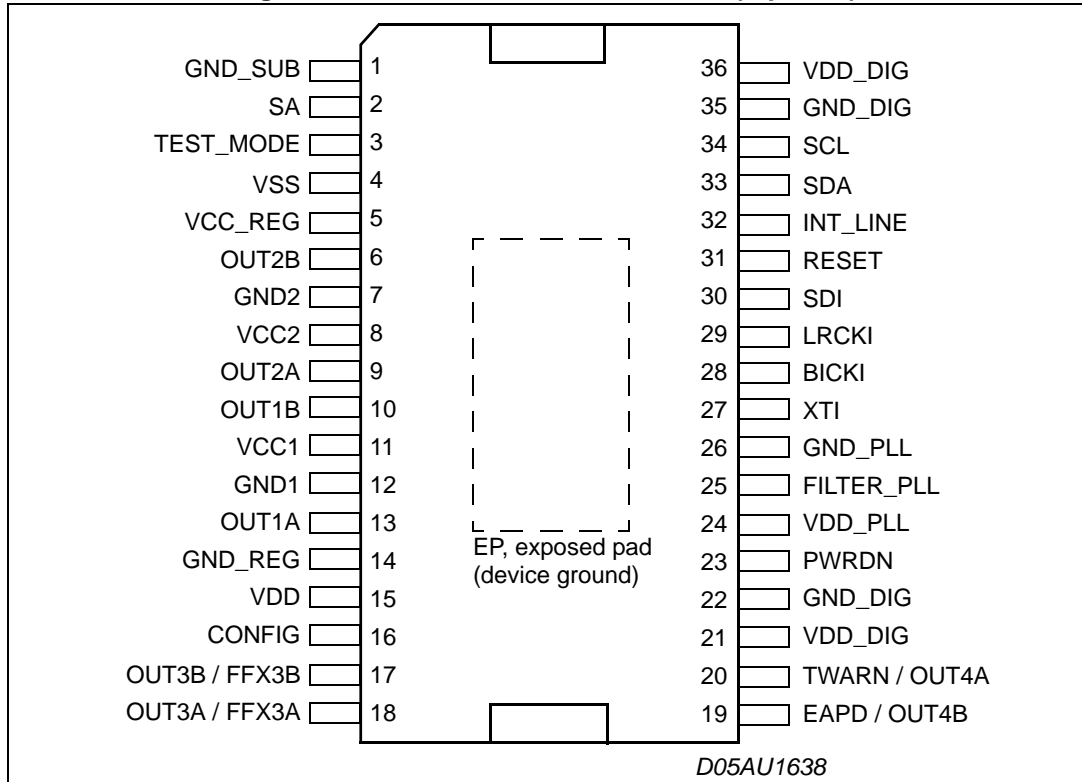 GND_SUB 1 36 VDD_DIG
SA 2 35 GND_DIG
TEST_MODE 3 34 SCL
VSS 4 33 SDA
VCC_REG 5 32 INT_LINE
OUT2B 6 31 RESET
GND2 7 30 SDI
VCC2 8 29 LRCKI
OUT2A 9 28 BICKI
OUT1B 10 27 XTI
VCC1 11 26 GND_PLL
GND1 12 25 FILTER_PLL
OUT1A 13 24 VDD_PLL
GND_REG 14 23 PWRDN
VDD 15 22 GND_DIG
CONFIG 16 21 VDD_DIG
OUT3B / FFX3B 17 20 TWARN / OUT4A
OUT3A / FFX3A 18 19 EAPD / OUT4B
EP, exposed pad
(device ground)
D05AU1638